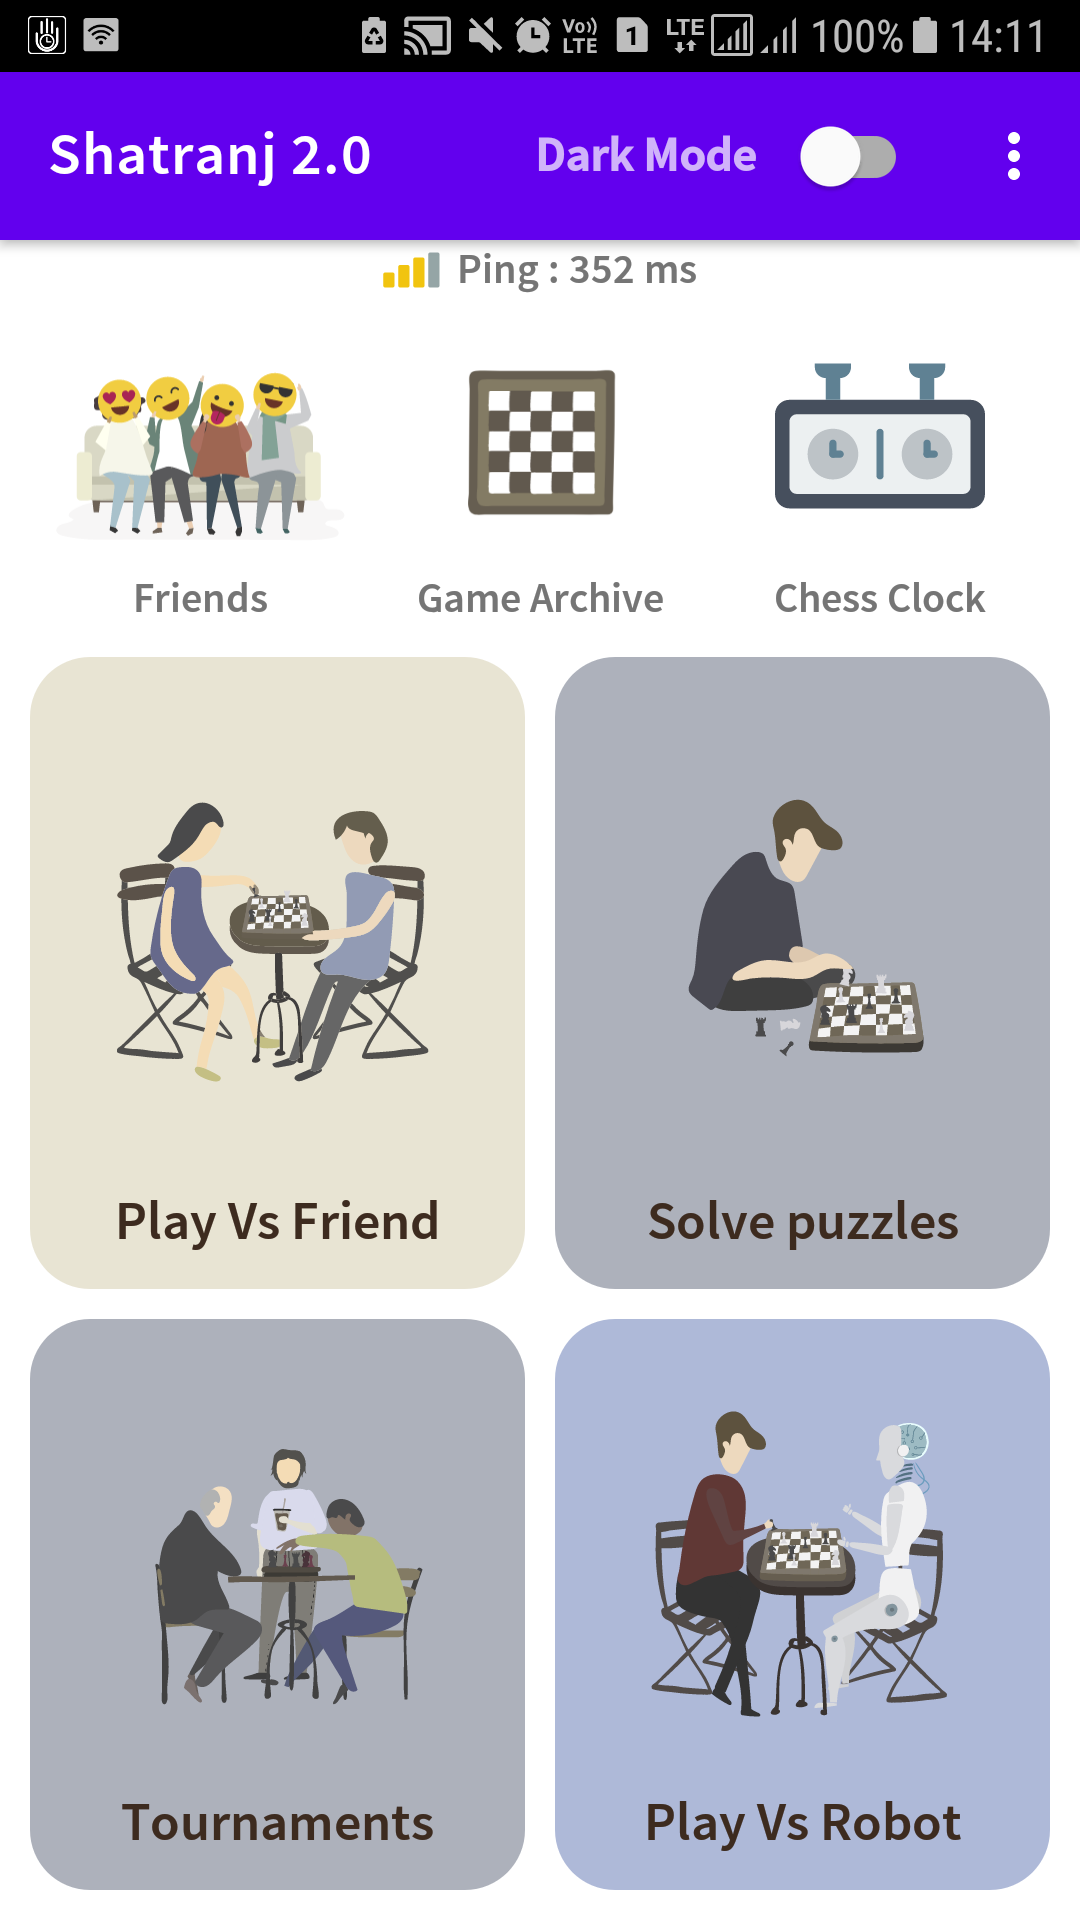 Vo)) LTE 1 LTE 100% 14:11
Shatranj 2.0 Dark Mode
Ping : 352 ms
Friends Game Archive Chess Clock
Play Vs Friend Solve puzzles
Tournaments Play Vs Robot